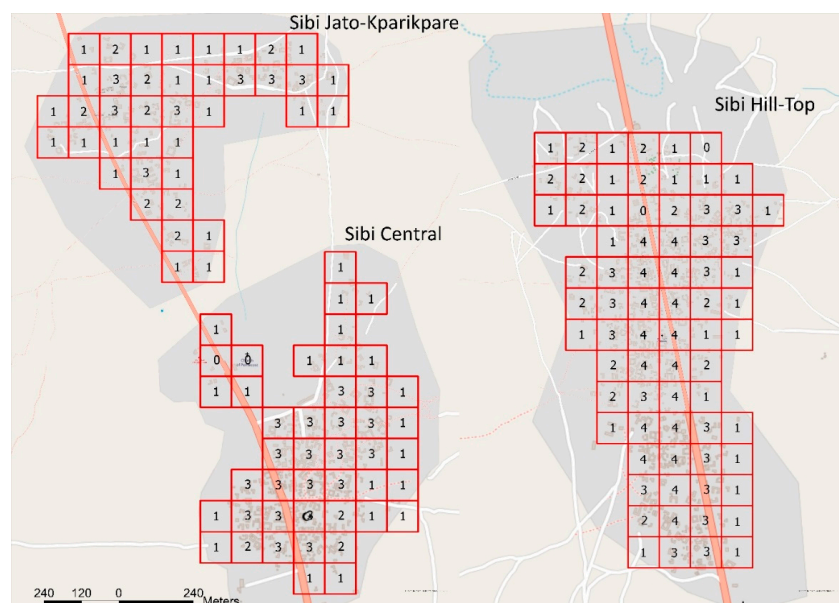 Sibi Jato-Kparikpare
1 2 1 1 1 1 2 1
1 3 2 1 1 3 3 3 1
1 2 3 2 3 1 1 1
1 1 1 1 1
1 3 1
2 2
2 1
1 1
Sibi Central
1
1 1
1 1
0 0 1 1 1
1 1 3 3 1
3 3 3 3 1
3 3 3 3 1
3 3 3 3 1 1
1 3 3 2 1 1
1 2 3 3 2
1 1
240 120 0 240 Meters
Sibi Hill-Top
1 2 1 2 1 0
2 2 1 2 1 1 1
1 2 1 0 2 3 3 1
1 4 4 3 3
2 3 4 4 3 1
2 3 4 4 2 1
1 3 4 4 1 1
2 4 4 2
2 3 4 1
1 4 4 3 1
4 4 3 1
3 4 3 1
2 4 3 1
1 3 3 1